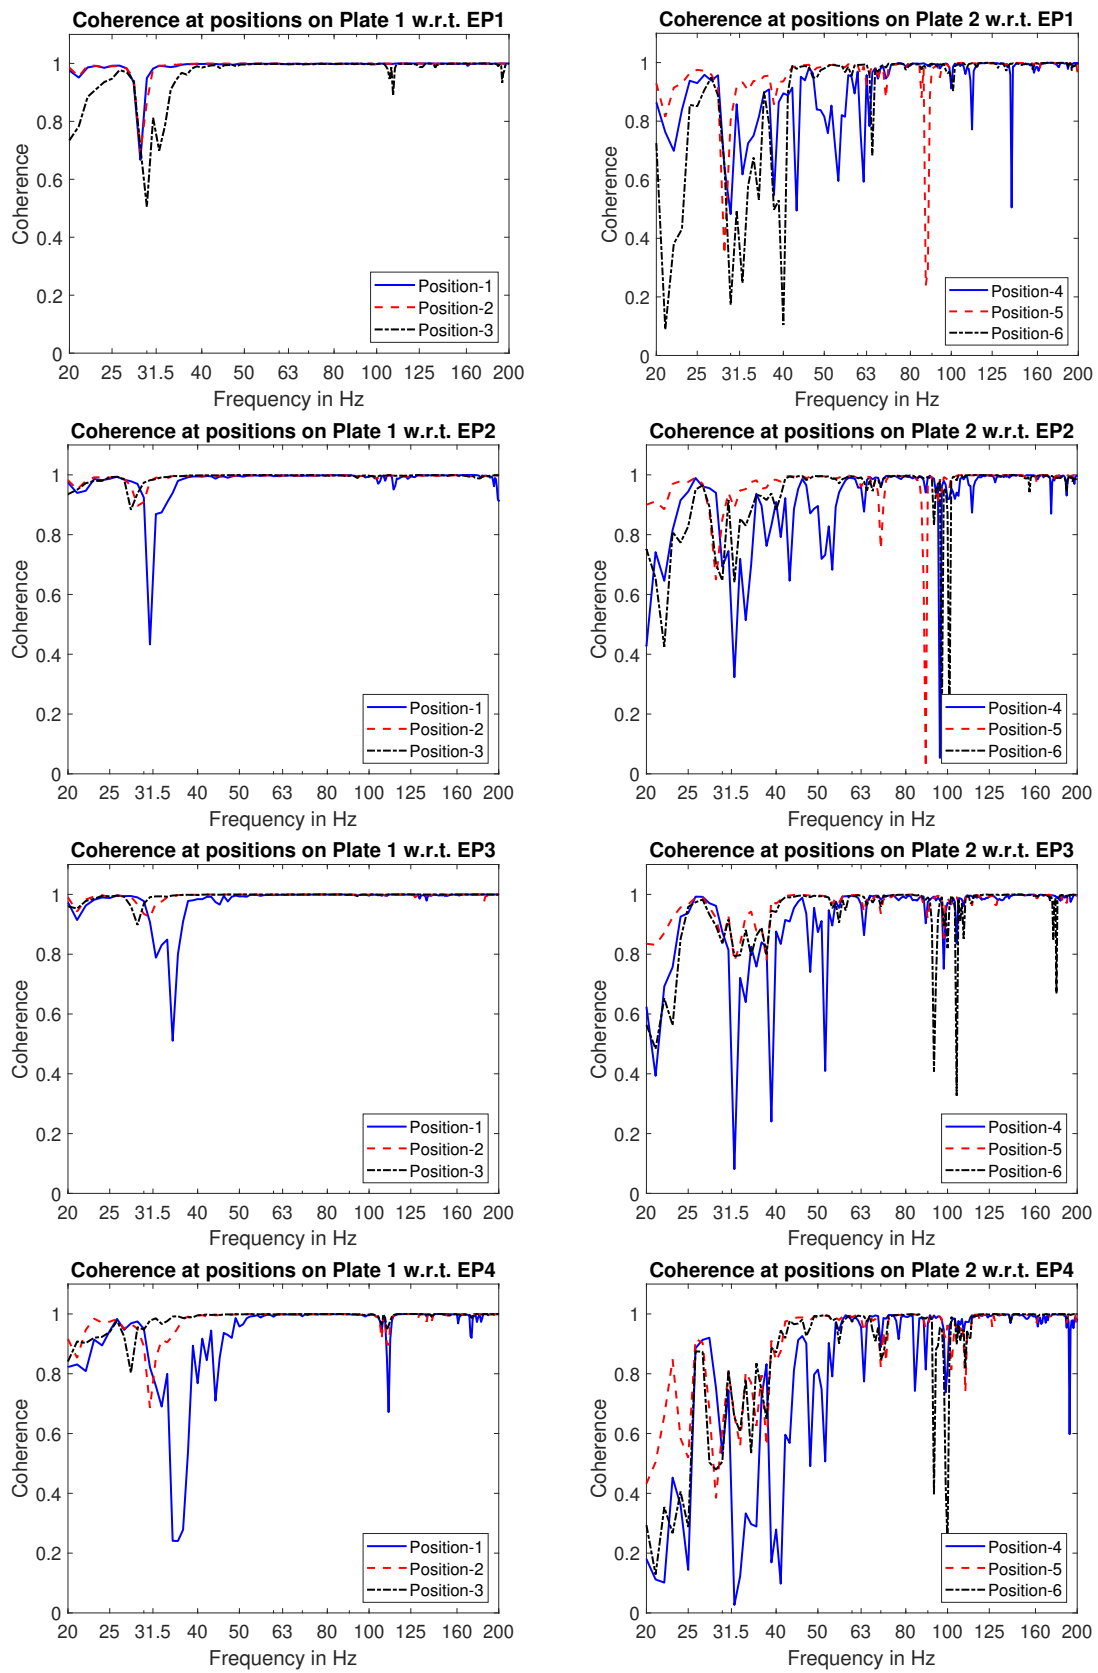 Coherence at positions on Plate 1 w.r.t. EP1
1
0.8
0.6
0.4
0.2
0
Coherence
Position-1
Position-2
Position-3
20 25 31.5 40 50 63 80 100 125 160 200
Frequency in Hz
Coherence at positions on Plate 2 w.r.t. EP1
1
0.8
0.6
0.4
0.2
0
Coherence
Position-4
Position-5
Position-6
20 25 31.5 40 50 63 80 100 125 160 200
Frequency in Hz
Coherence at positions on Plate 1 w.r.t. EP2
1
0.8
0.6
0.4
0.2
0
Coherence
Position-1
Position-2
Position-3
20 25 31.5 40 50 63 80 100 125 160 200
Frequency in Hz
Coherence at positions on Plate 2 w.r.t. EP2
1
0.8
0.6
0.4
0.2
0
Coherence
Position-4
Position-5
Position-6
20 25 31.5 40 50 63 80 100 125 160 200
Frequency in Hz
Coherence at positions on Plate 1 w.r.t. EP3
1
0.8
0.6
0.4
0.2
0
Coherence
Position-1
Position-2
Position-3
20 25 31.5 40 50 63 80 100 125 160 200
Frequency in Hz
Coherence at positions on Plate 2 w.r.t. EP3
1
0.8
0.6
0.4
0.2
0
Coherence
Position-4
Position-5
Position-6
20 25 31.5 40 50 63 80 100 125 160 200
Frequency in Hz
Coherence at positions on Plate 1 w.r.t. EP4
1
0.8
0.6
0.4
0.2
0
Coherence
Position-1
Position-2
Position-3
20 25 31.5 40 50 63 80 100 125 160 200
Frequency in Hz
Coherence at positions on Plate 2 w.r.t. EP4
1
0.8
0.6
0.4
0.2
0
Coherence
Position-4
Position-5
Position-6
20 25 31.5 40 50 63 80 100 125 160 200
Frequency in Hz